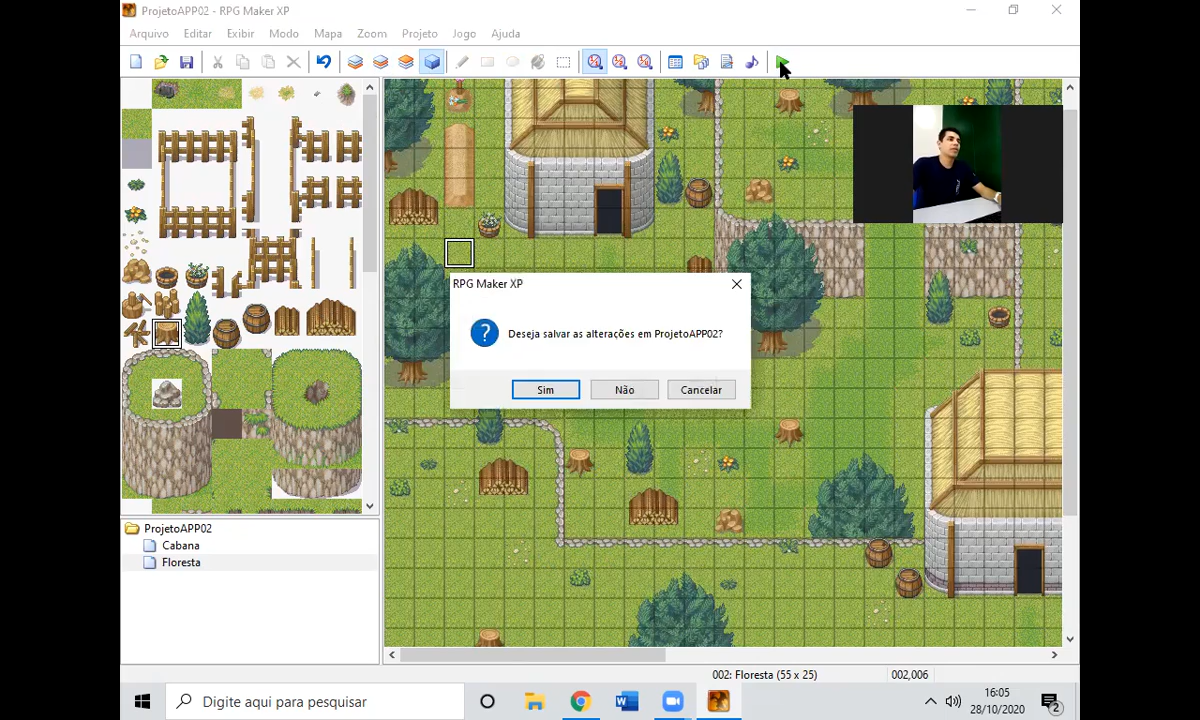 ProjetoAPP02 - RPG Maker XP
Arquivo Editar Exibir Modo Mapa Zoom Projeto Jogo Ajuda
RPG Maker XP
Deseja salvar as alterações em ProjetoAPP02?
Sim Não Cancelar
ProjetoAPP02
Cabana
Floresta
002: Floresta (55 x 25) 002,006
Digite aqui para pesquisar
16:05
28/10/2020
2